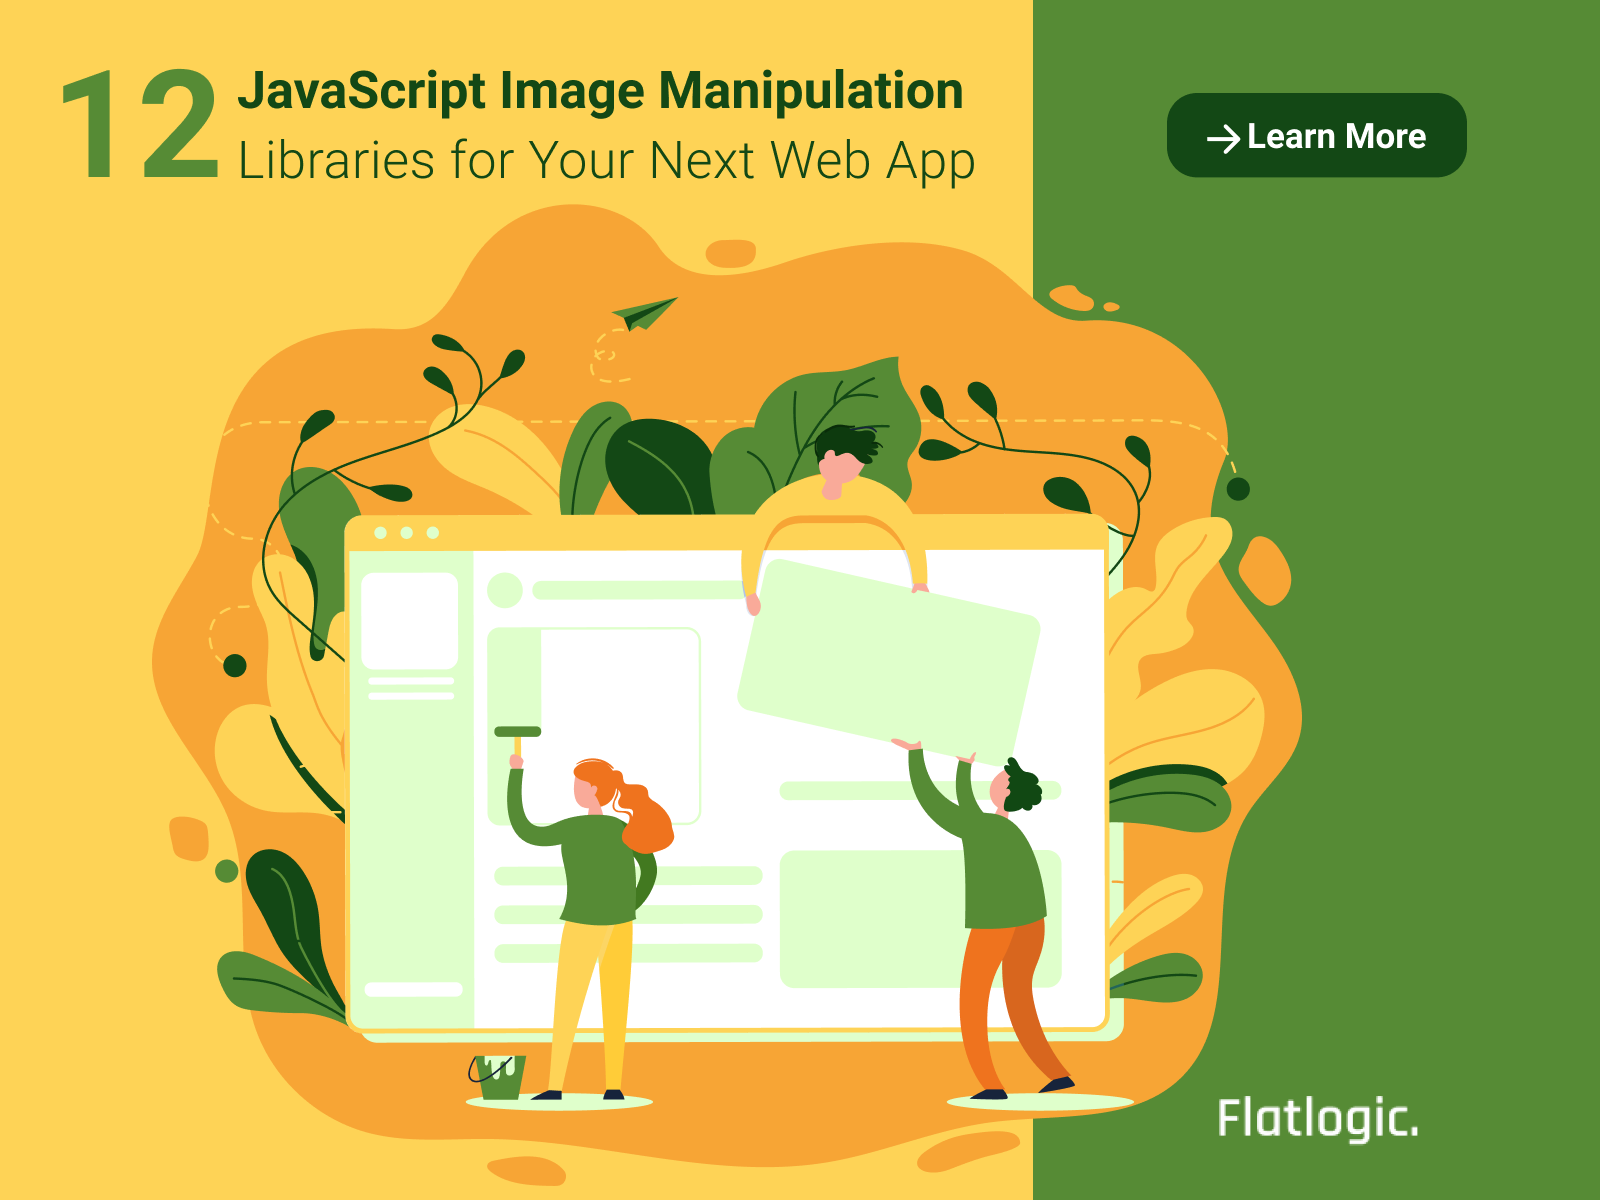 12 JavaScript Image Manipulation
Libraries for Your Next Web App
→ Learn More
Flatlogic.